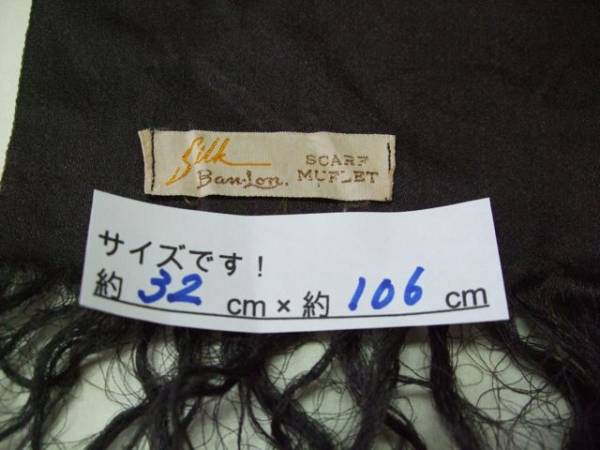 Silk SCARF
Ban-Lon. MUFLET
サイズです！
約 32 cm × 約 106 cm